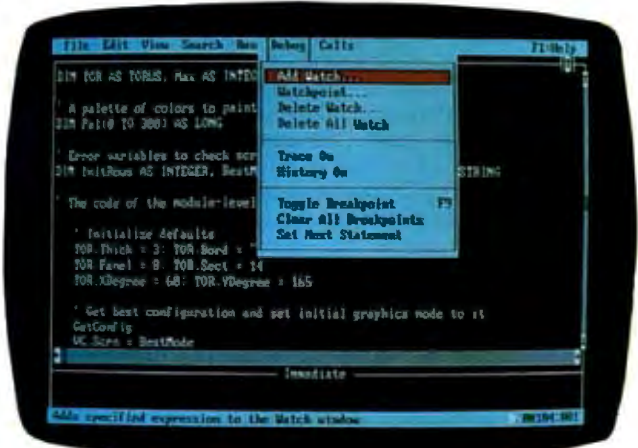 File Edit View Search Run Debug Calls F1=Help
DIM TOR AS TORUS, Max AS INTEG
' A palette of colors to paint
DIM Pal(0 TO 300) AS LONG
' Error variables to check scr
DIM InitRows AS INTEGER, BestM STRING
' The code of the module-level
' Initialize defaults
TOR.Thick = 3: TOR.Bord =
TOR.Panel = 8: TOR.Sect = 14
TOR.XDegree = 60: TOR.YDegree = 165
' Get best configuration and set initial graphics mode to it
GetConfig
VC.Scrn = BestMode
Add Watch...
Watchpoint...
Delete Watch...
Delete All Watch
Trace On
History On
Toggle Breakpoint F9
Clear All Breakpoints
Set Next Statement
Immediate
Adds specified expression to the Watch window